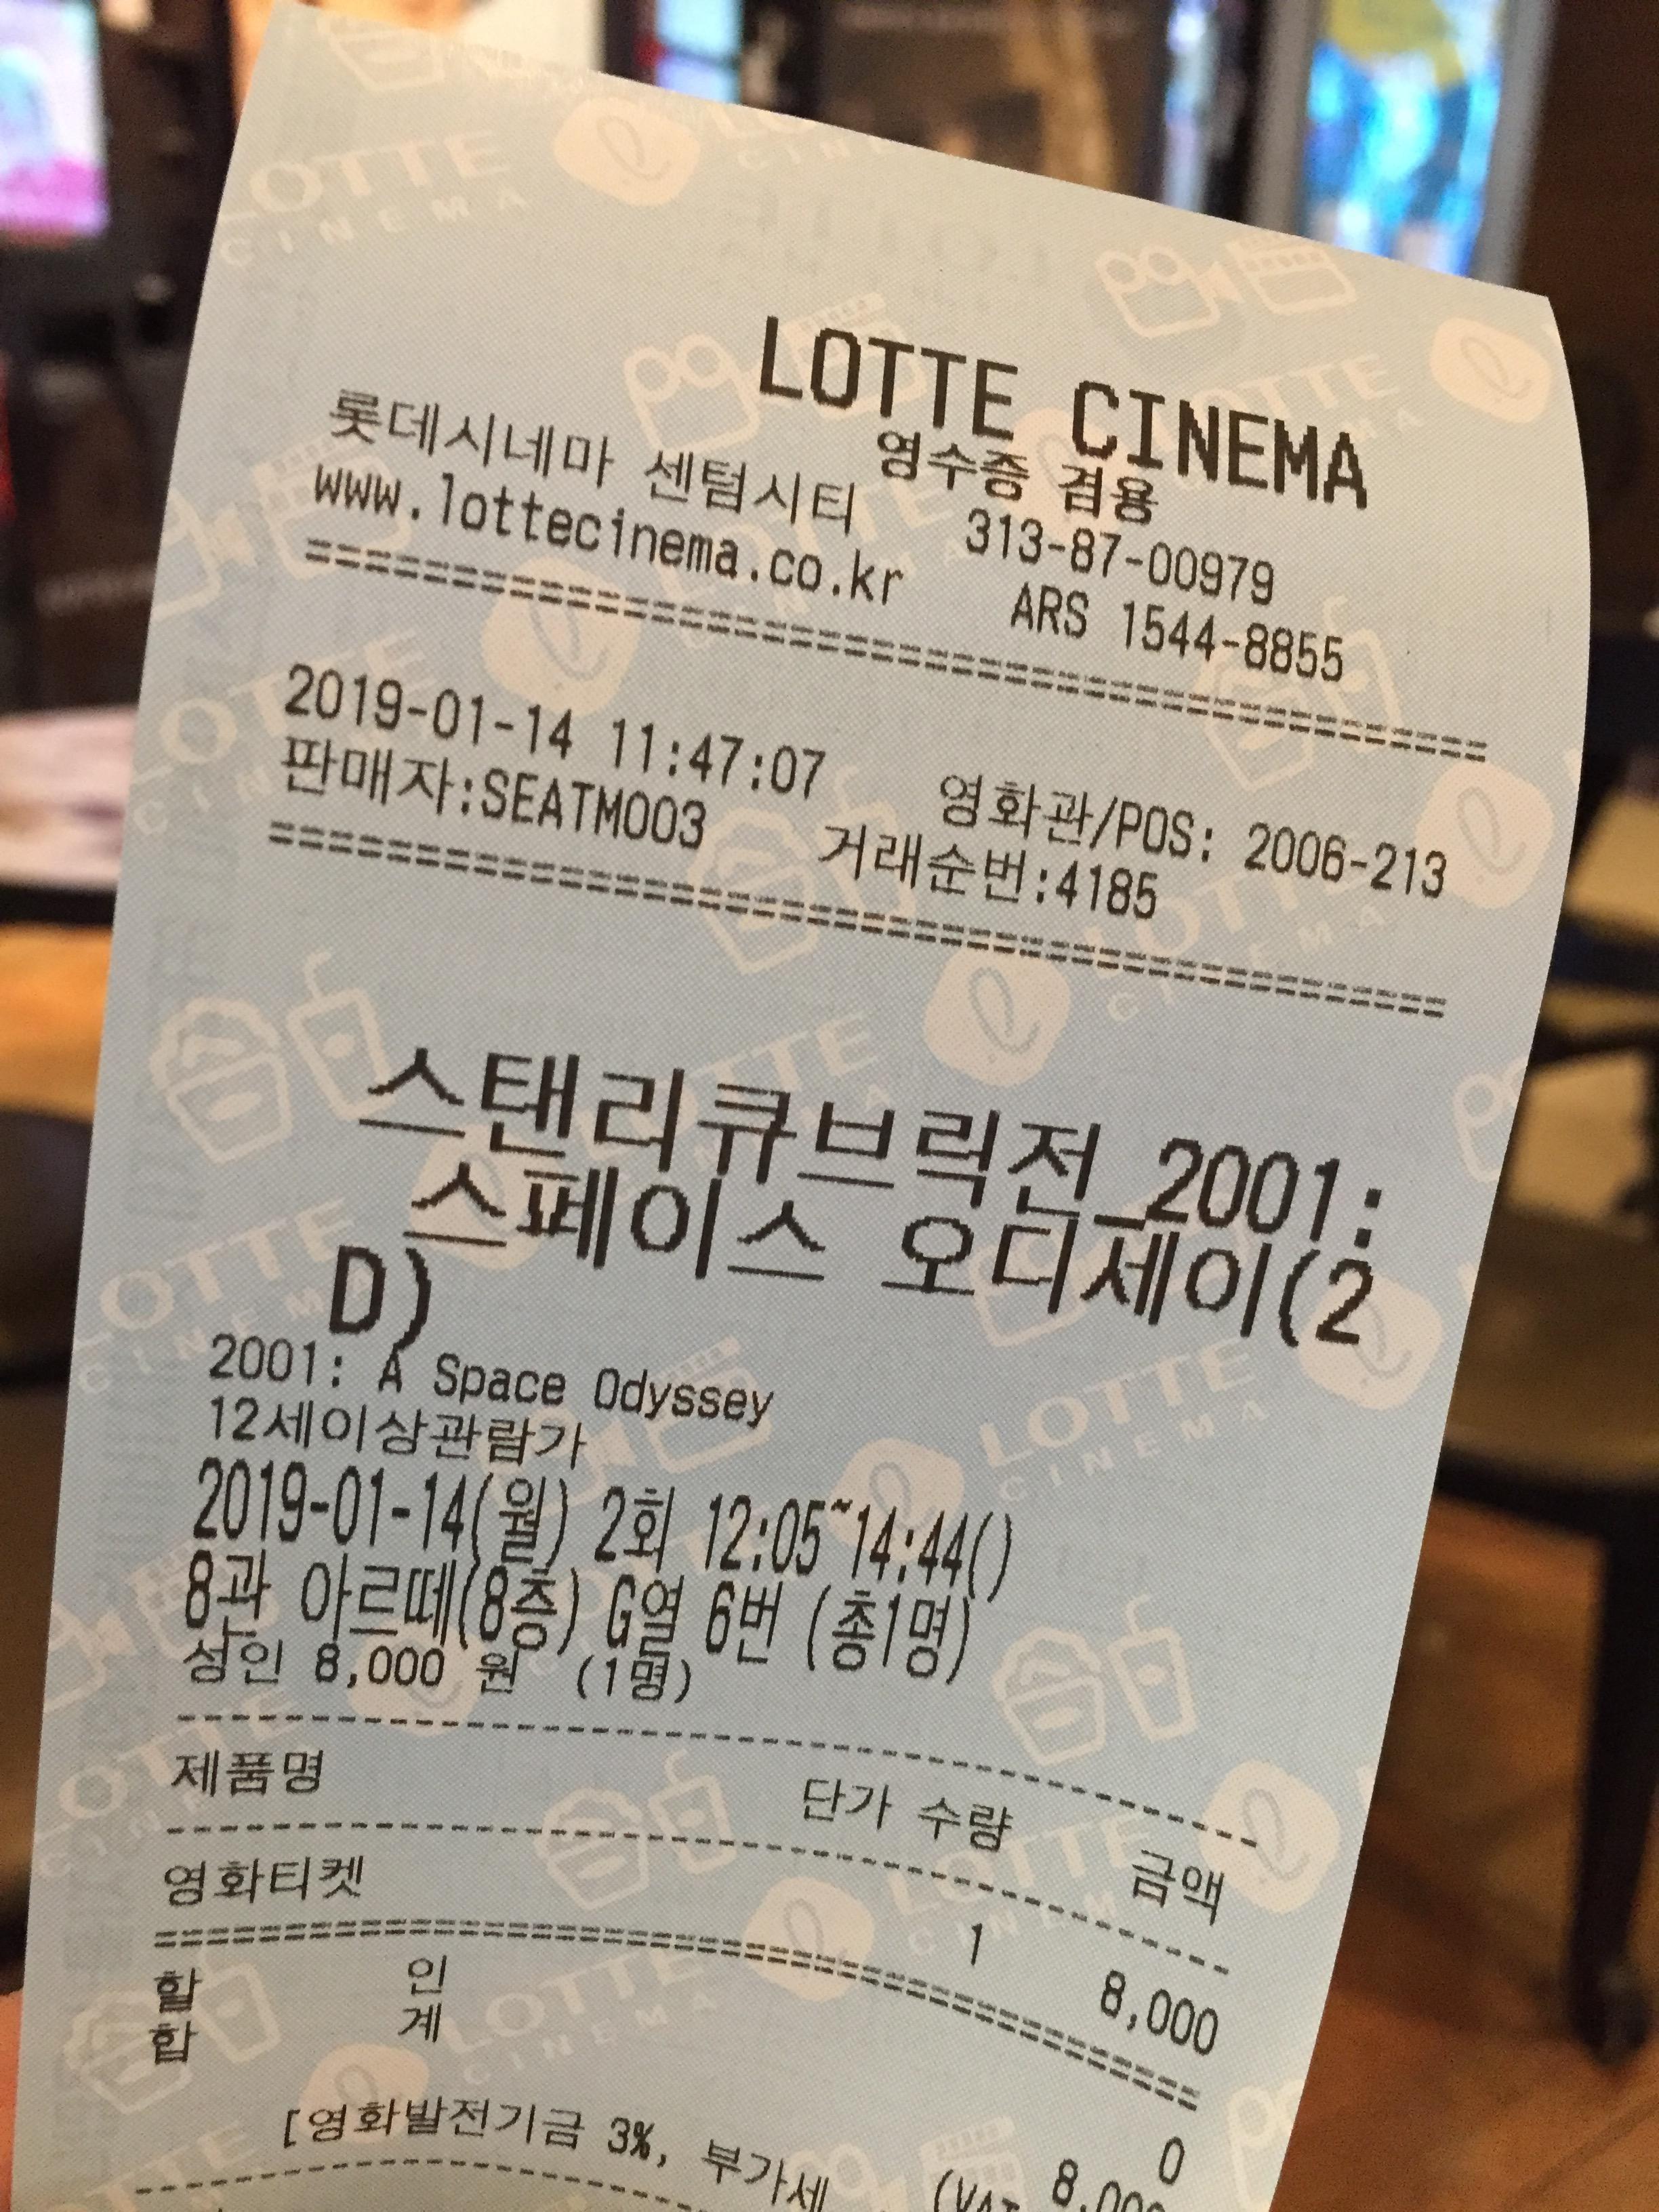 LOTTE CINEMA
영수증 겸용
롯데시네마 센텀시티 313-87-00979
www.lottecinema.co.kr ARS 1544-8855
2019-01-14 11:47:07 영화관/POS: 2006-213
판매자:SEATM003 거래순번:4185
스탠리큐브릭전_2001:
스페이스 오디세이(2
D)
2001: A Space Odyssey
12세이상관람가
2019-01-14(월) 2회 12:05~14:44()
8관 아르떼(8층) G열 6번 (총1명)
성인 8,000 원 (1명)
제품명 단가 수량 금액
영화티켓 1 8,000
할 인 0
합 계 8,000
[영화발전기금 3%, 부가세 (VAT